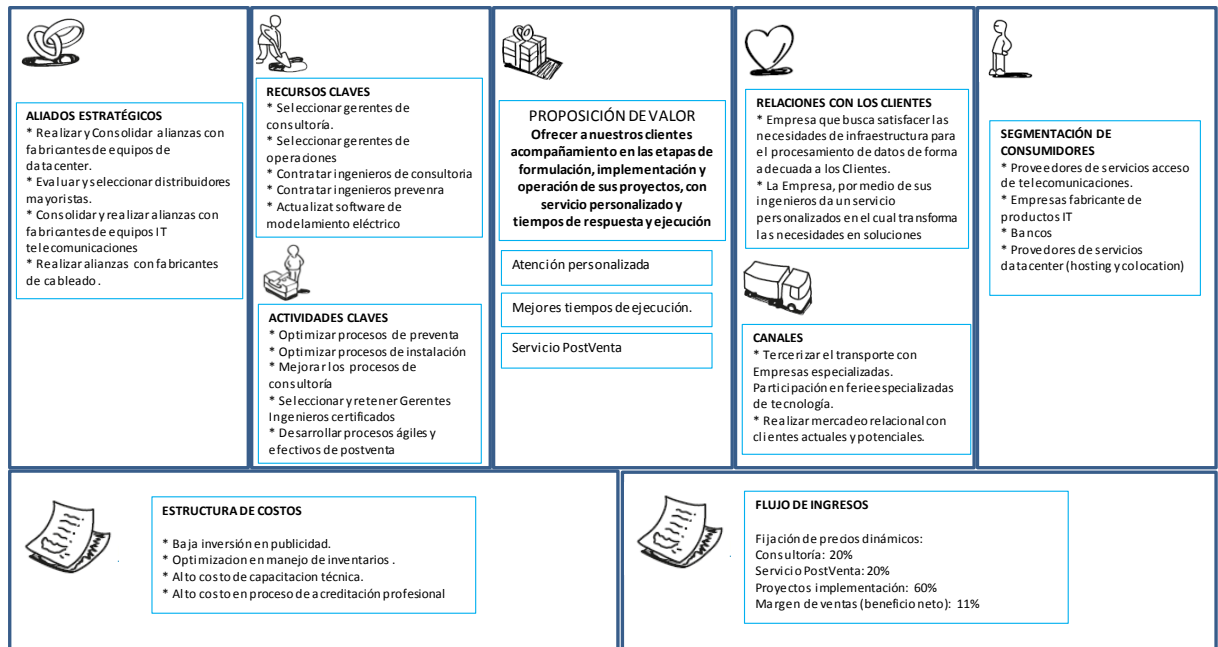 ALIADOS ESTRATÉGICOS
* Realizar y Consolidar alianzas con
fabricantes de equipos de
datacenter.
* Evaluar y seleccionar distribuidores
mayoristas.
* Consolidar y realizar alianzas con
fabricantes de equipos IT
telecomunicaciones
* Realizar alianzas con fabricantes
de cableado.
RECURSOS CLAVES
* Seleccionar gerentes de
consultoría.
* Seleccionar gerentes de
operaciones
* Contratar ingenieros de consultoria
* Contratar ingenieros prevenra
* Actualizat software de
modelamiento eléctrico
ACTIVIDADES CLAVES
* Optimizar procesos de preventa
* Optimizar procesos de instalación
* Mejorar los procesos de
consultoría
* Seleccionar y retener Gerentes
Ingenieros certificados
* Desarrollar procesos ágiles y
efectivos de postventa
PROPOSICIÓN DE VALOR
Ofrecer a nuestros clientes
acompañamiento en las etapas de
formulación, implementación y
operación de sus proyectos, con
servicio personalizado y
tiempos de respuesta y ejecución
Atención personalizada
Mejores tiempos de ejecución.
Servicio PostVenta
RELACIONES CON LOS CLIENTES
* Empresa que busca satisfacer las
necesidades de infraestructura para
el procesamiento de datos de forma
adecuada a los Clientes.
* La Empresa, por medio de sus
ingenieros da un servicio
personalizados en el cual transforma
las necesidades en soluciones
CANALES
* Tercerizar el transporte con
Empresas especializadas.
Participación en feriee specializadas
de tecnología.
* Realizar mercadeo relacional con
clientes actuales y potenciales.
SEGMENTACIÓN DE
CONSUMIDORES
* Proveedores de servicios acceso
de telecomunicaciones.
* Empresas fabricante de
productos IT
* Bancos
* Provedores de servicios
datacenter (hosting y colocation)
ESTRUCTURA DE COSTOS
* Baja inversión en publicidad.
* Optimizacion en manejo de inventarios.
* Alto costo de capacitacion técnica.
* Alto costo en proceso de acreditación profesional
FLUJO DE INGRESOS
Fijación de precios dinámicos:
Consultoría: 20%
Servicio PostVenta: 20%
Proyectos implementación: 60%
Margen de ventas (beneficio neto): 11%